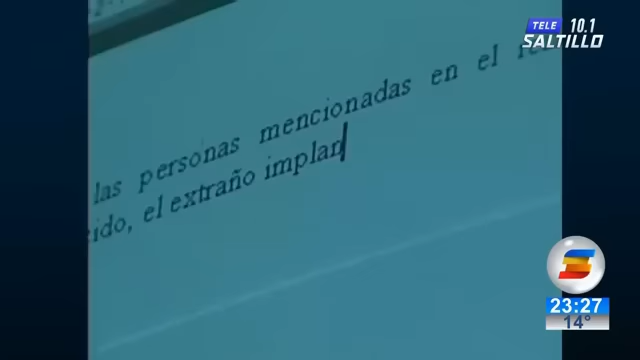 TELE 10.1
SALTILLO
las personas mencionadas en el
ido, el extraño implan
23:27
14°